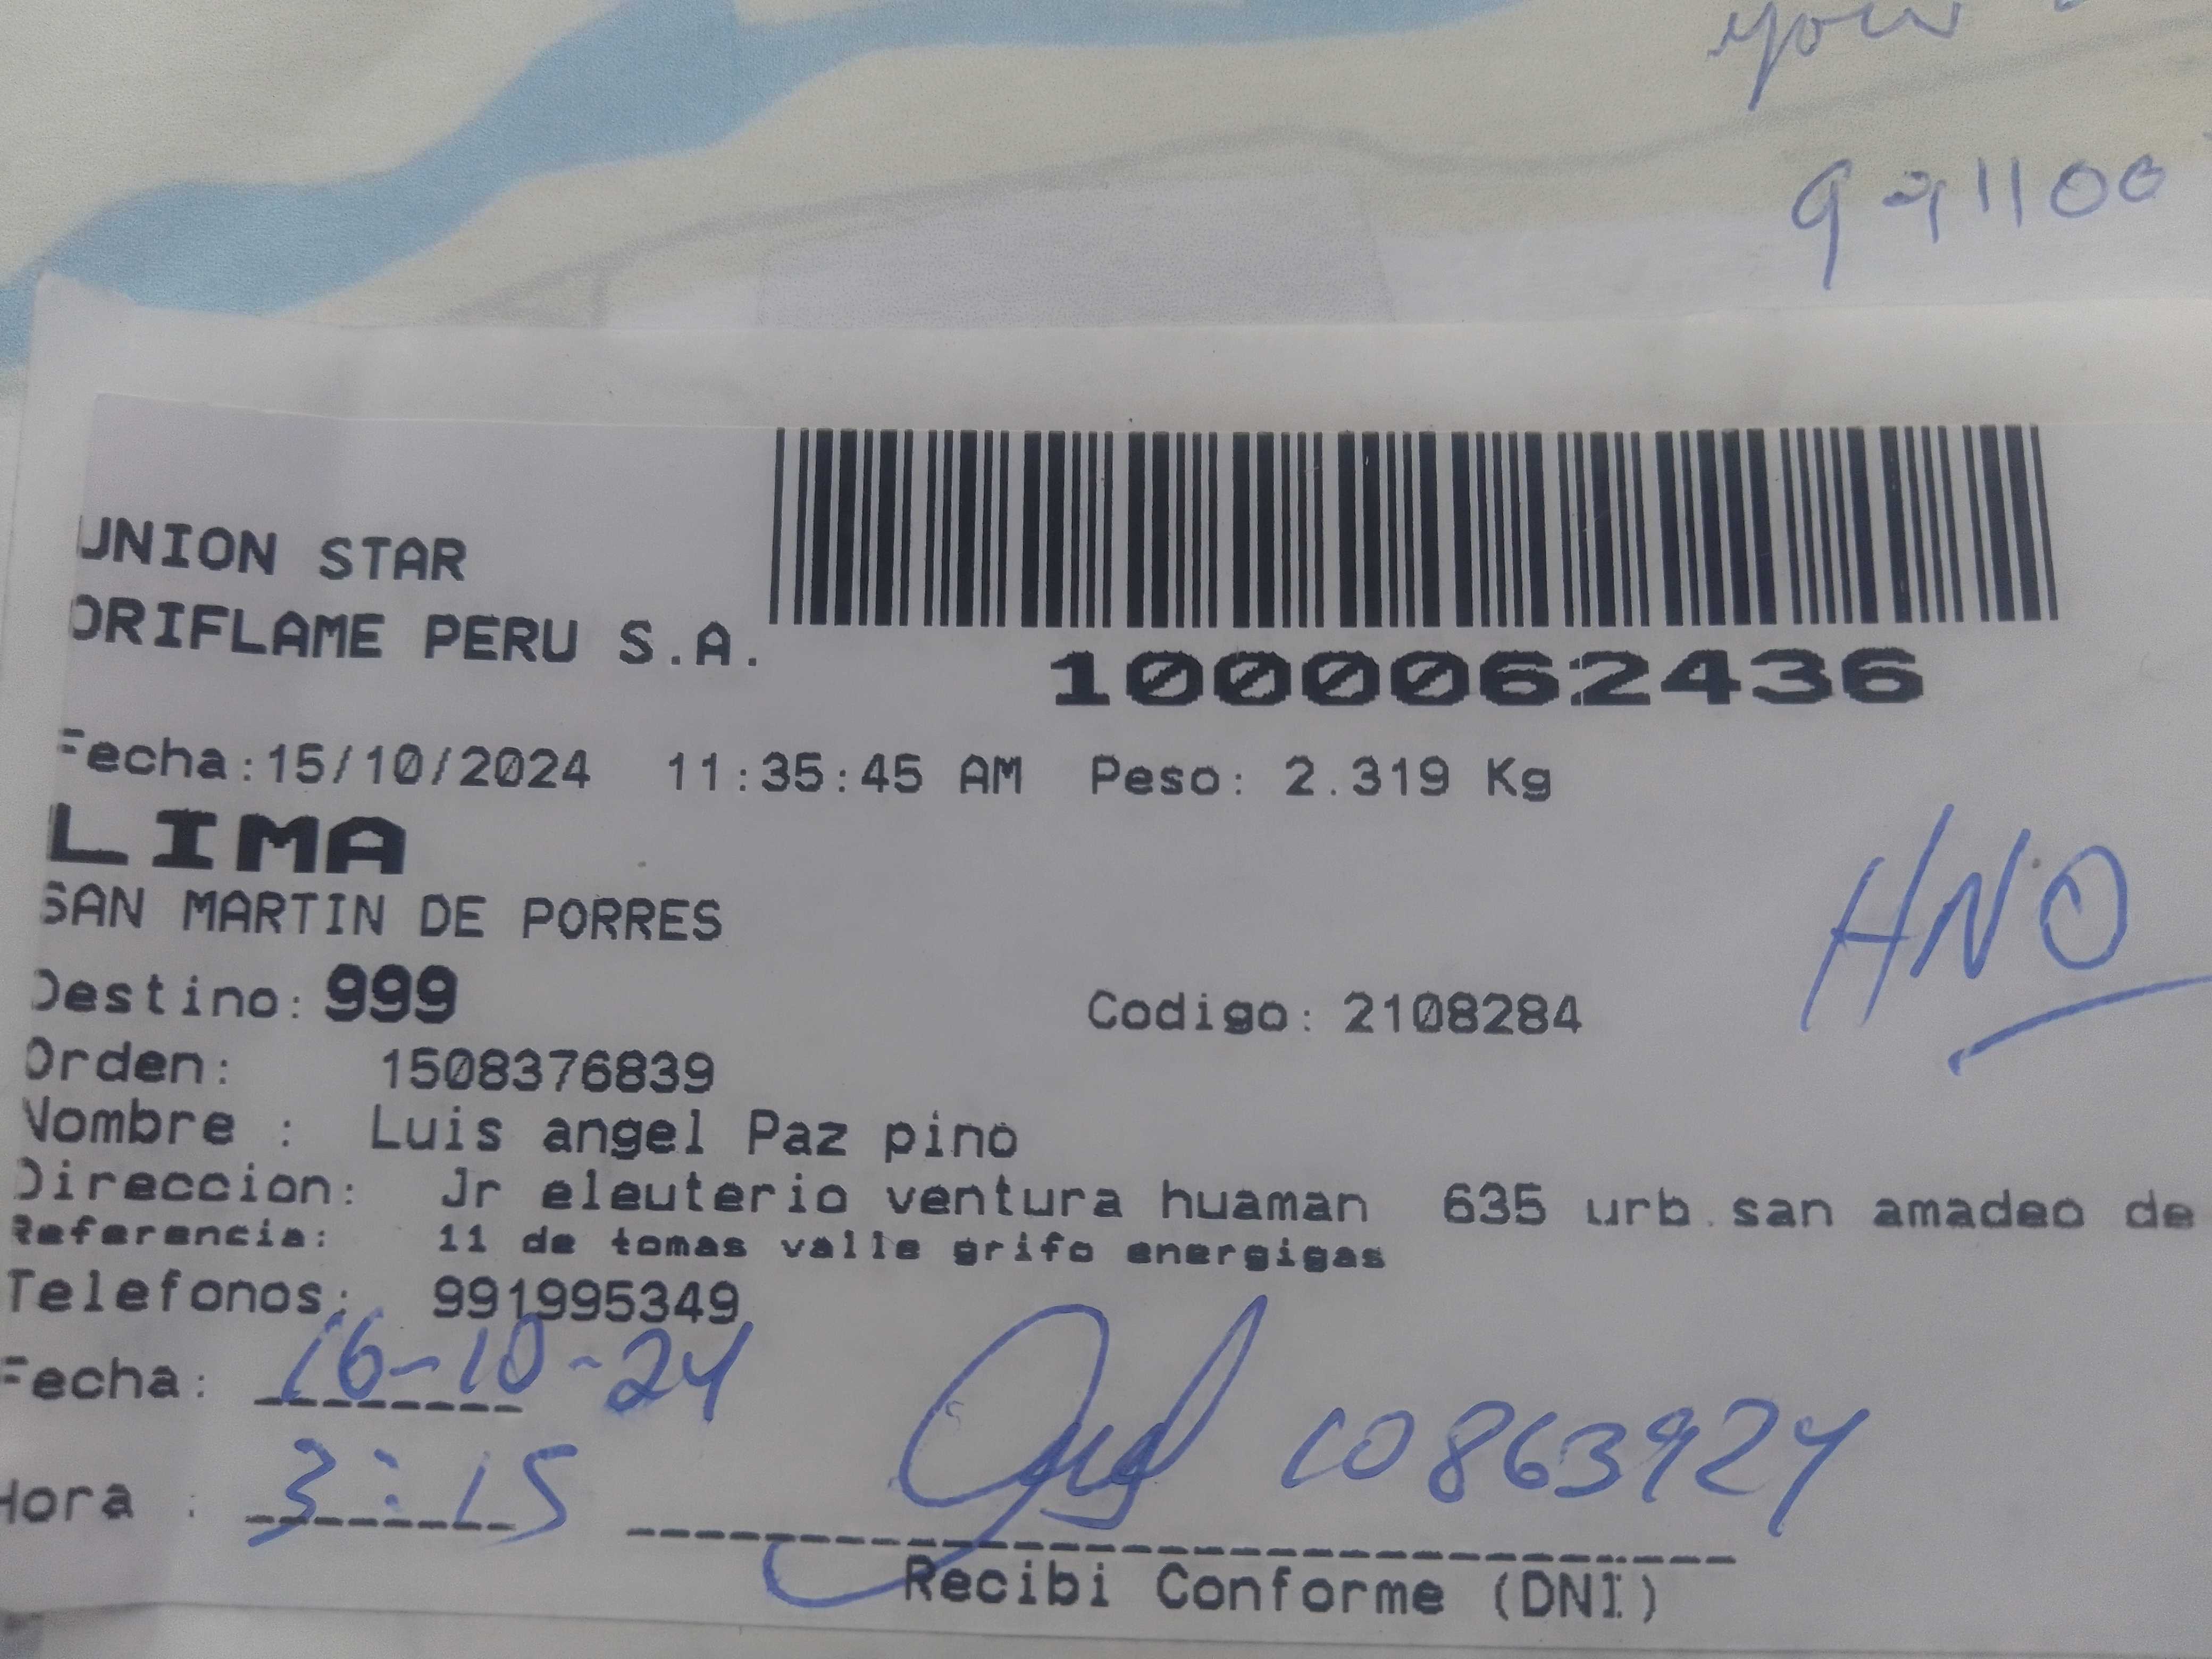 you
991100
UNION STAR
ORIFLAME PERU S.A.
1000062436
Fecha:15/10/2024 11:35:45 AM Peso: 2.319 Kg
LIMA
SAN MARTIN DE PORRES
HNO
Destino: 999 Codigo: 2108284
Orden: 1508376839
Nombre : Luis angel Paz pino
Direccion: Jr eleuterio ventura huaman 635 urb.san amadeo de
Referencia: 11 de tomas valle grifo energigas
Telefonos: 991995349
Fecha: 16-10-24
Hora : 3:15 10863924
Recibi Conforme (DNI)